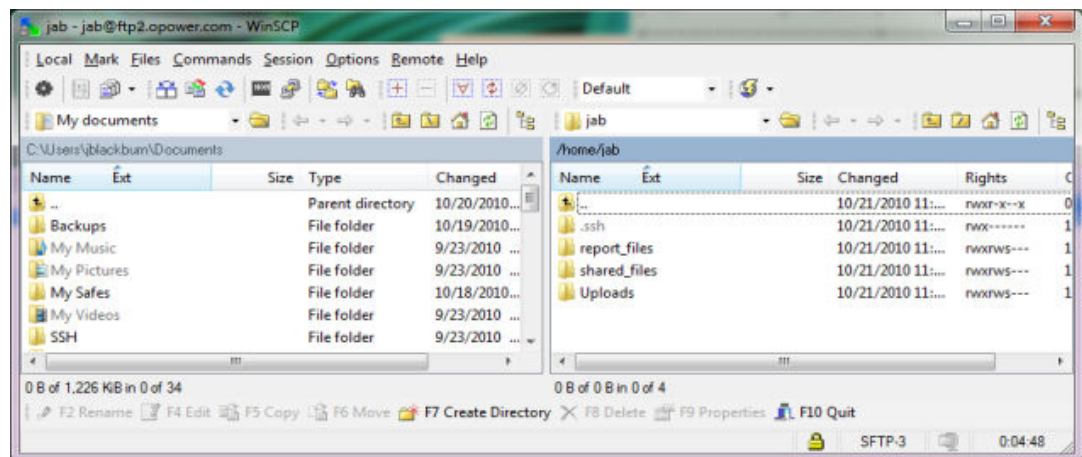 jab - jab@ftp2.opower.com - WinSCP
Local Mark Files Commands Session Options Remote Help
Default
My documents
jab
C:\Users\jblackburn\Documents
/home/jab
Name Ext Size Type Changed
Name Ext Size Changed Rights
.. Parent directory 10/20/2010...
.. 10/21/2010 11:... rwxr-x--x 0
Backups File folder 10/19/2010...
.ssh 10/21/2010 11:... rwx------ 1
My Music File folder 9/23/2010 ...
report_files 10/21/2010 11:... rwxrws--- 1
My Pictures File folder 9/23/2010 ...
shared_files 10/21/2010 11:... rwxrws--- 1
My Safes File folder 10/18/2010...
Uploads 10/21/2010 11:... rwxrws--- 1
My Videos File folder 9/23/2010 ...
SSH File folder 9/23/2010 ...
0 B of 1,226 KiB in 0 of 34
0 B of 0 B in 0 of 4
F2 Rename F4 Edit F5 Copy F6 Move F7 Create Directory F8 Delete F9 Properties F10 Quit
SFTP-3 0:04:48